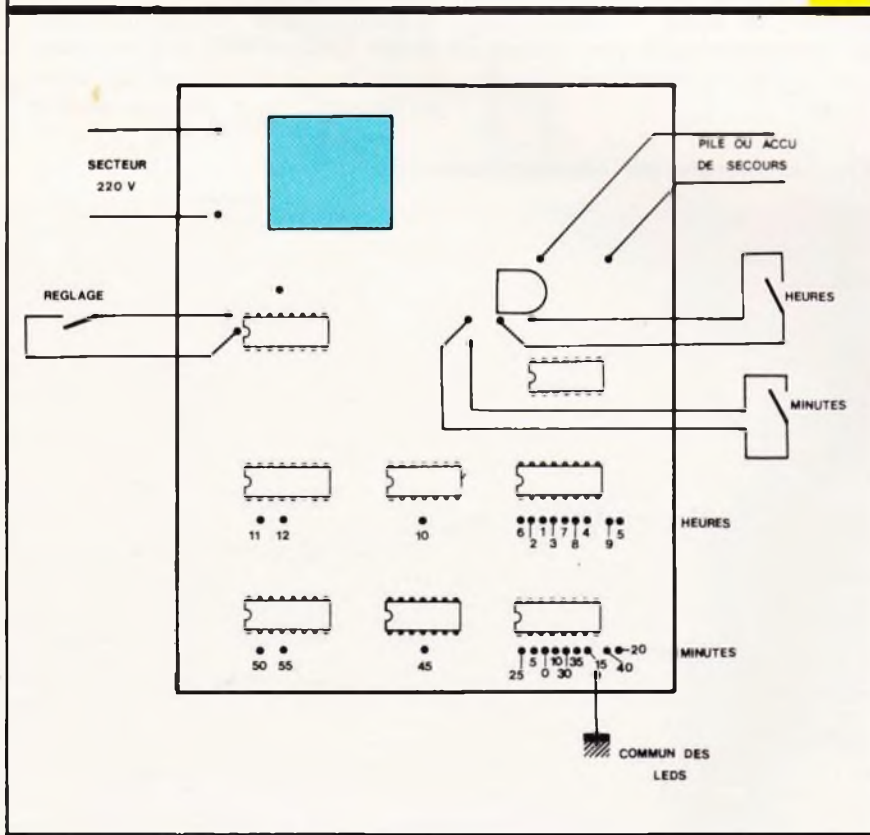 SECTEUR
220 V
PILE OU ACCU
DE SECOURS
REGLAGE
HEURES
MINUTES
11 12 10 6 2 1 3 7 8 4 9 5
HEURES
50 55 45 25 5 0 10 30 35 15 40 20
MINUTES
COMMUN DES
LEDS